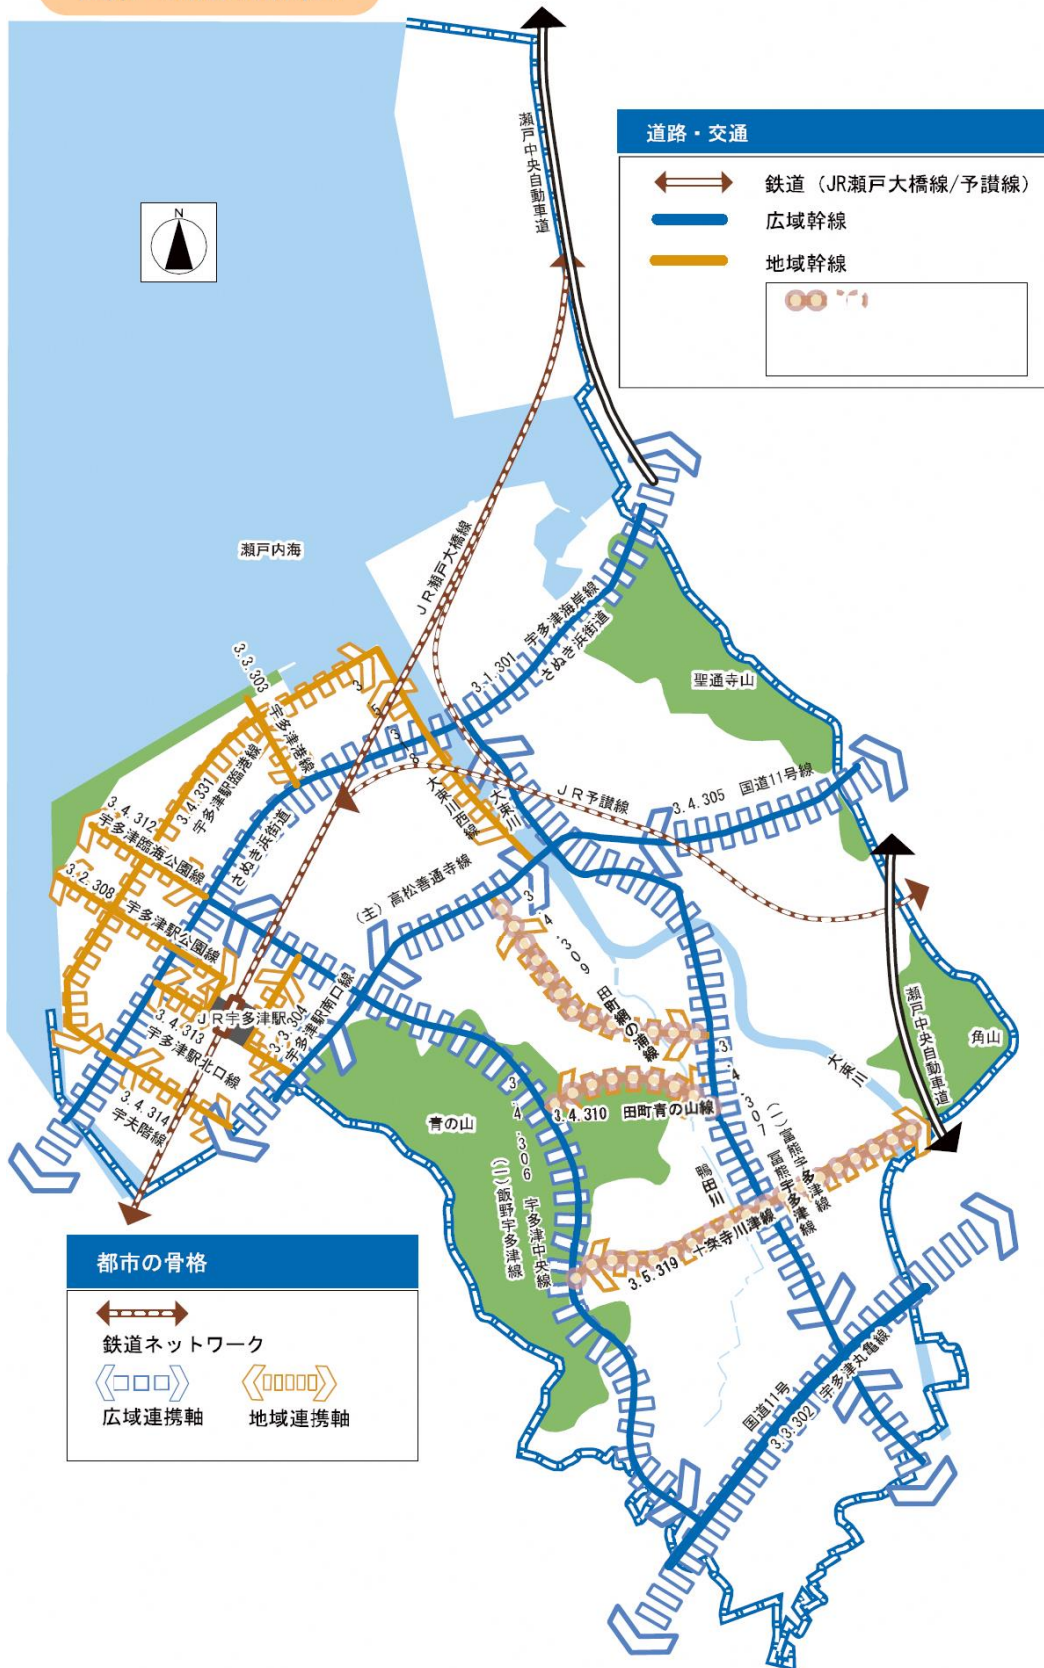 瀬戸中央自動車道
道路・交通
鉄道（JR瀬戸大橋線/予讃線）
広域幹線
地域幹線
N
瀬戸内海
JR瀬戸大橋線
3.1.301 宇多津海岸線
さぬき浜街道
聖通寺山
3.3.303
宇多津港線
3.4.331
宇多津駅臨港線
3.5.318
大束川西線
大束川
JR予讃線
3.4.305 国道11号線
3.4.312
宇多津臨海公園線
さぬき浜街道
3.2.308
宇多津駅公園線
（主）高松善通寺線
3.4.309
田町網の浦線
JR宇多津駅
3.3.304
宇多津駅南口線
3.4.313
宇多津駅北口線
3.4.314
宇夫階線
大束川
瀬戸中央自動車道
角山
青の山
3.4.310 田町青の山線
3.4.307 富熊宇多津線
（一）富熊宇多津線
3.4.306 宇多津中央線
（一）飯野宇多津線
鴨田川
3.5.319
十楽寺川津線
国道11号
3.3.302 宇多津丸亀線
都市の骨格
鉄道ネットワーク
広域連携軸
地域連携軸